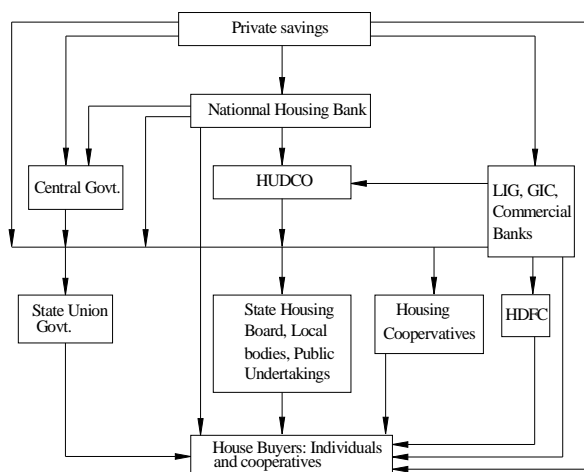 Private savings
Nationnal Housing Bank
Central Govt.
HUDCO
LIG, GIC,
Commercial
Banks
State Union
Govt.
State Housing
Board, Local
bodies, Public
Undertakings
Housing
Coopervatives
HDFC
House Buyers: Individuals
and cooperatives